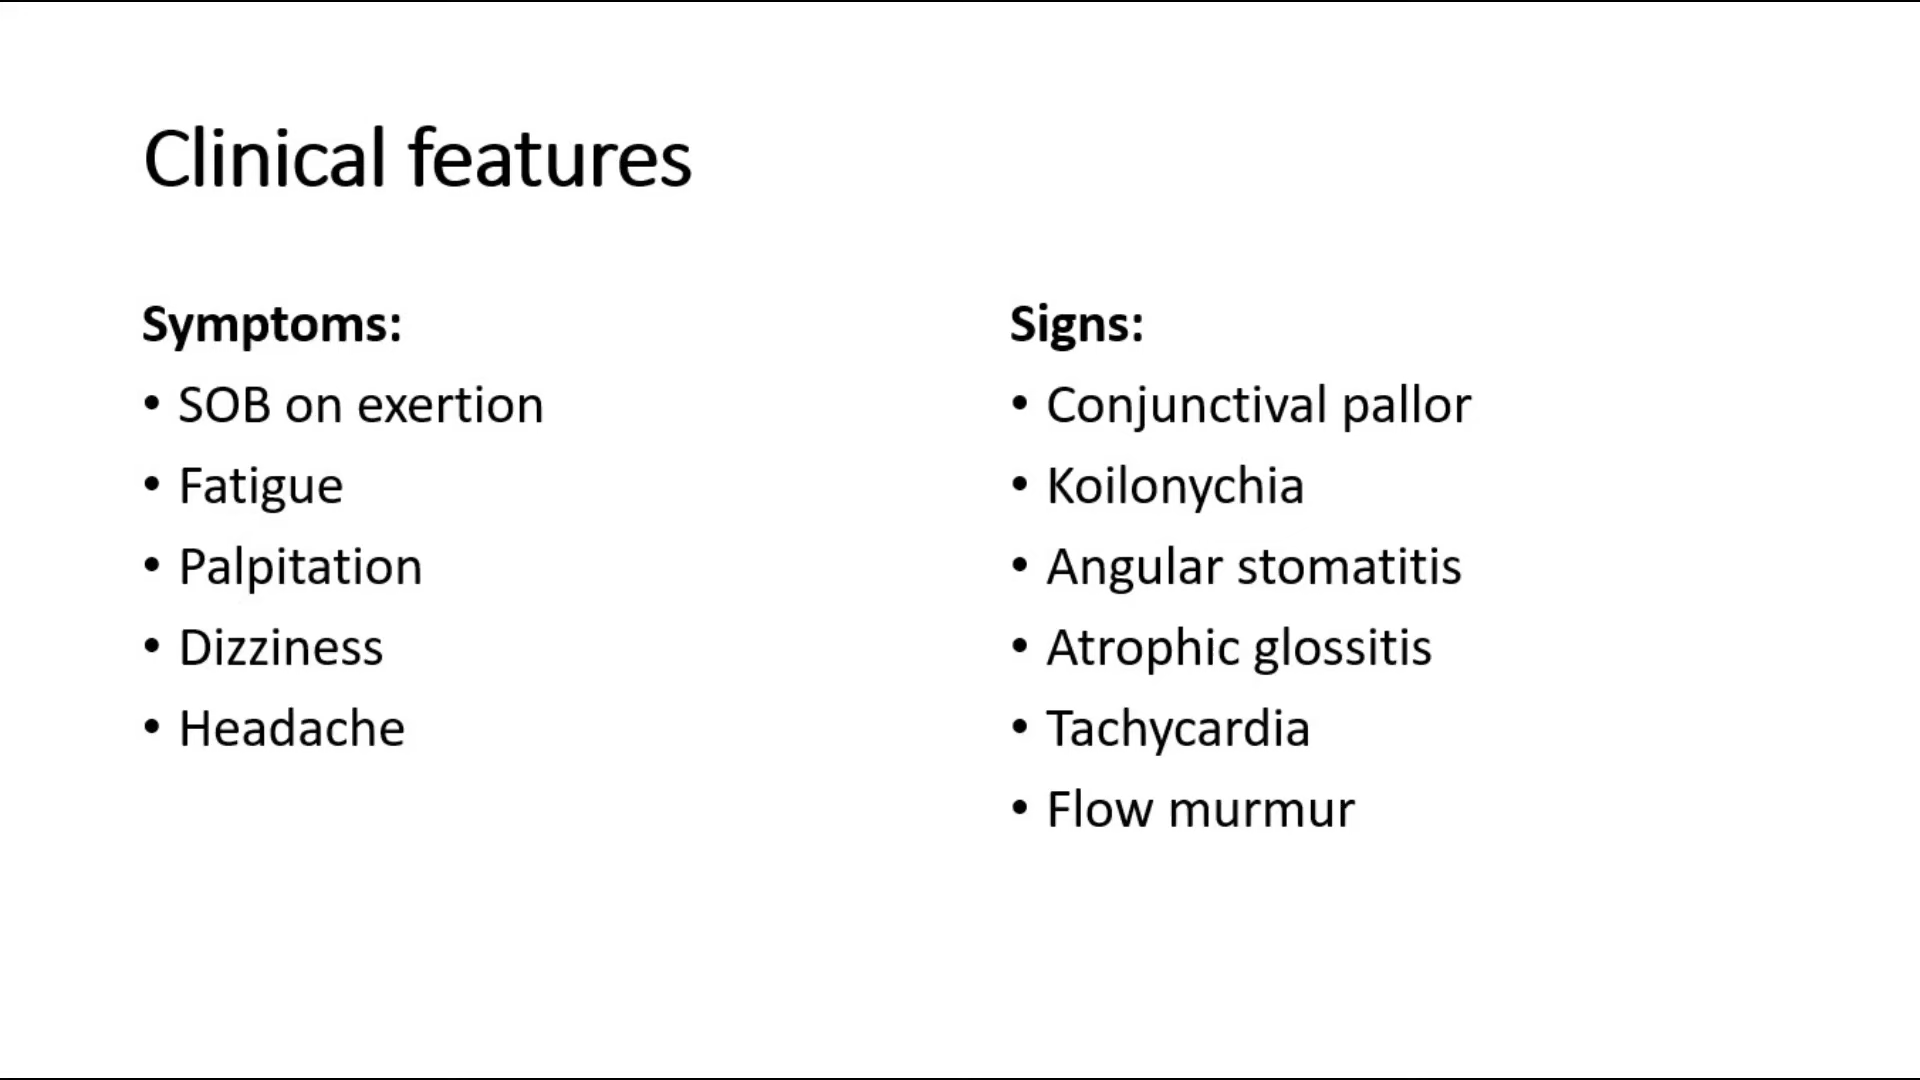 Clinical features
Symptoms:
• SOB on exertion
• Fatigue
• Palpitation
• Dizziness
• Headache
Signs:
• Conjunctival pallor
• Koilonychia
• Angular stomatitis
• Atrophic glossitis
• Tachycardia
• Flow murmur